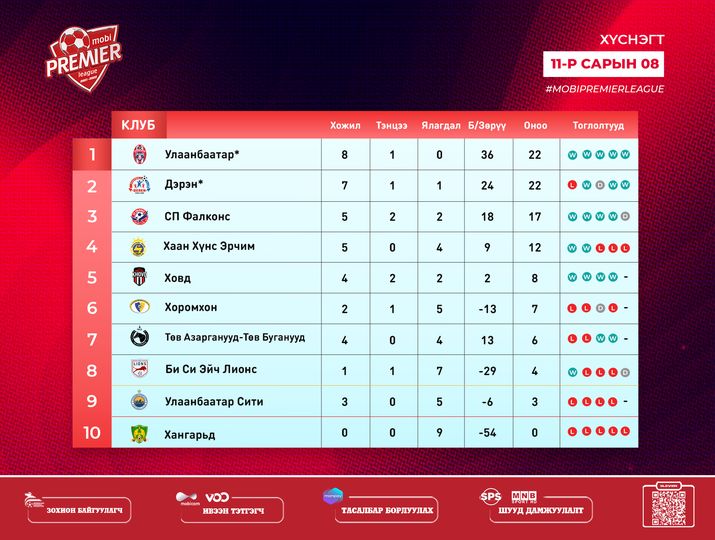 mobi
PREMIER
league
ХҮСНЭГТ
11-Р САРЫН 08
#MOBIPREMIERLEAGUE
КЛУБ Хожил Тэнцээ Ялагдал Б/Зөрүү Оноо Тоглолтууд
1 Улаанбаатар* 8 1 0 36 22 W W W W W
2 Дэрэн* 7 1 1 24 22 L W D W W
3 СП Фалконс 5 2 2 18 17 W W W W D
4 Хаан Хүнс Эрчим 5 0 4 9 12 W W L L L
5 Ховд 4 2 2 2 8 W W W W -
6 Хоромхон 2 1 5 -13 7 L L D L -
7 Төв Азарганууд-Төв Буганууд 4 0 4 13 6 L L W W -
8 Би Си Эйч Лионс 1 1 7 -29 4 W L L L D
9 Улаанбаатар Сити 3 0 5 -6 3 L L L L -
10 Хангарьд 0 0 9 -54 0 L L L L L
ЗОХИОН БАЙГУУЛАГЧ
mobicom VOO
ИВЭЭН ТЭТГЭГЧ
monpay
ТАСАЛБАР БОРЛУУЛАХ
SPS MNB
SPORT HD
ШУУД ДАМЖУУЛАЛТ